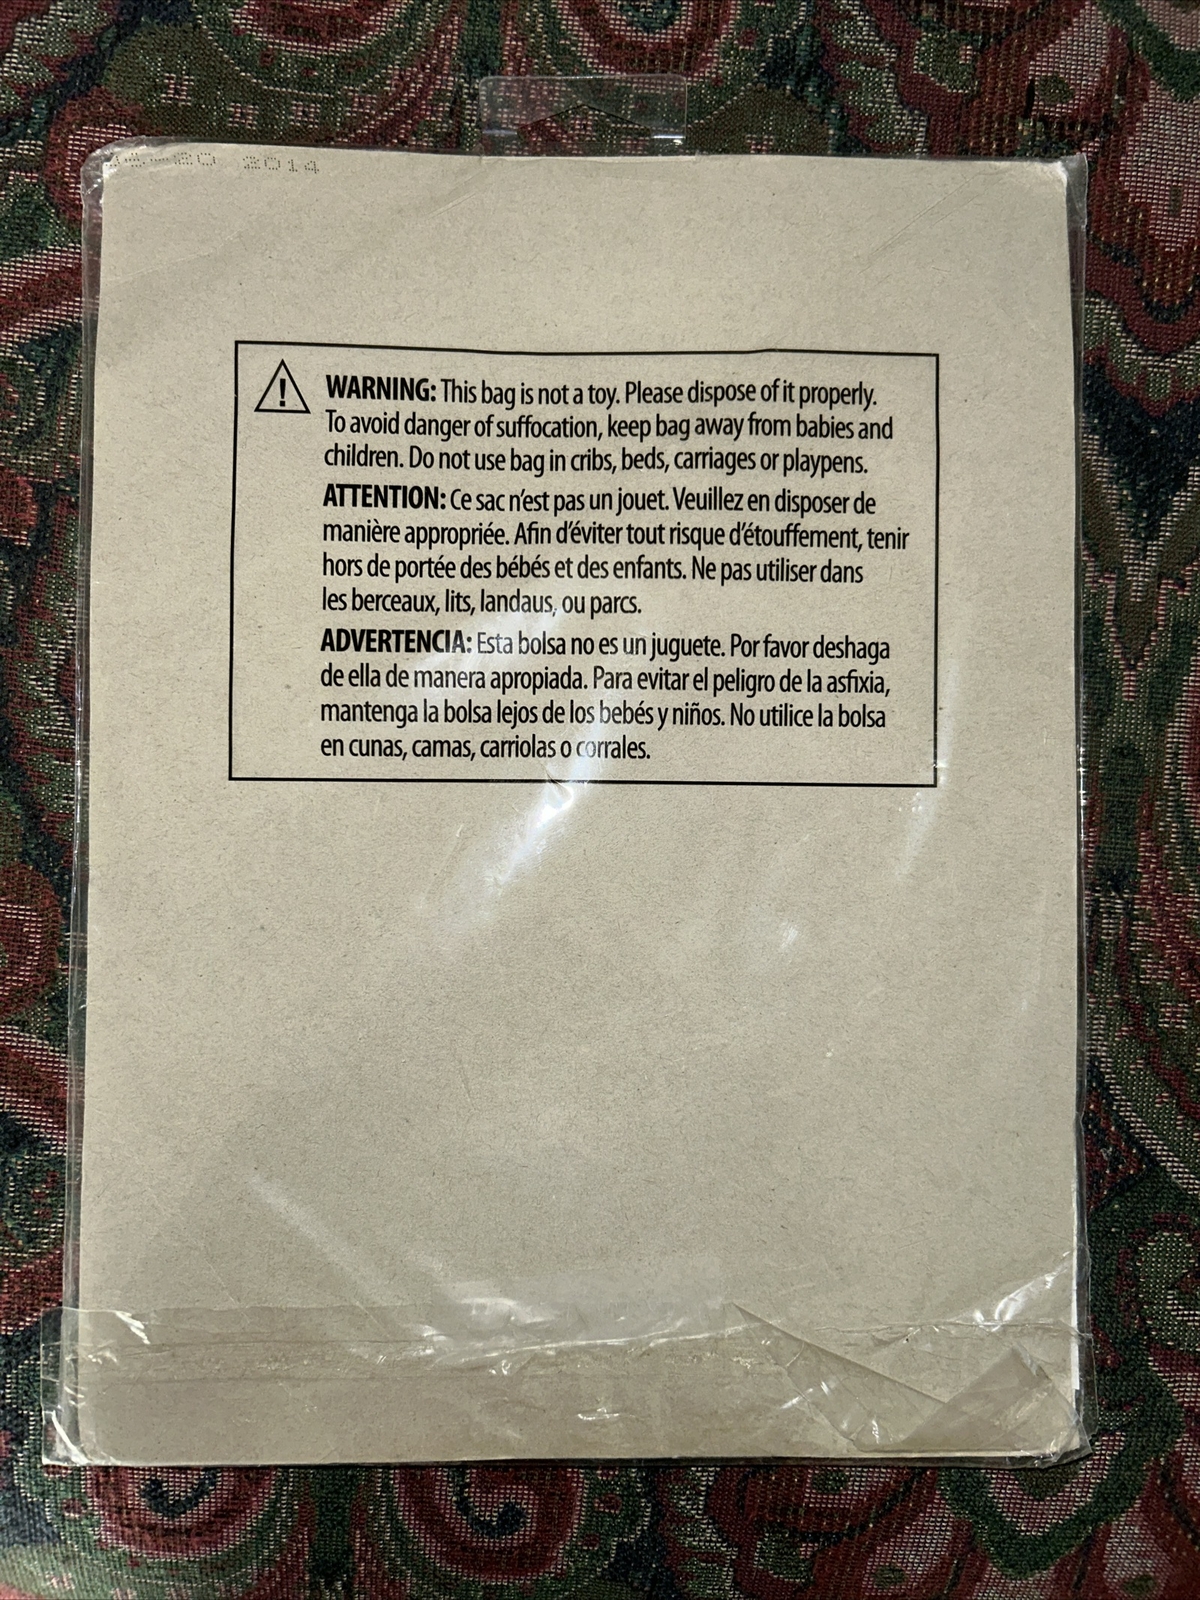 2014
WARNING: This bag is not a toy. Please dispose of it properly.
To avoid danger of suffocation, keep bag away from babies and
children. Do not use bag in cribs, beds, carriages or playpens.
ATTENTION: Ce sac n'est pas un jouet. Veuillez en disposer de
manière appropriée. Afin d'éviter tout risque d'étouffement, tenir
hors de portée des bébés et des enfants. Ne pas utiliser dans
les berceaux, lits, landaus, ou parcs.
ADVERTENCIA: Esta bolsa no es un juguete. Por favor deshaga
de ella de manera apropiada. Para evitar el peligro de la asfixia,
mantenga la bolsa lejos de los bebés y niños. No utilice la bolsa
en cunas, camas, carriolas o corrales.